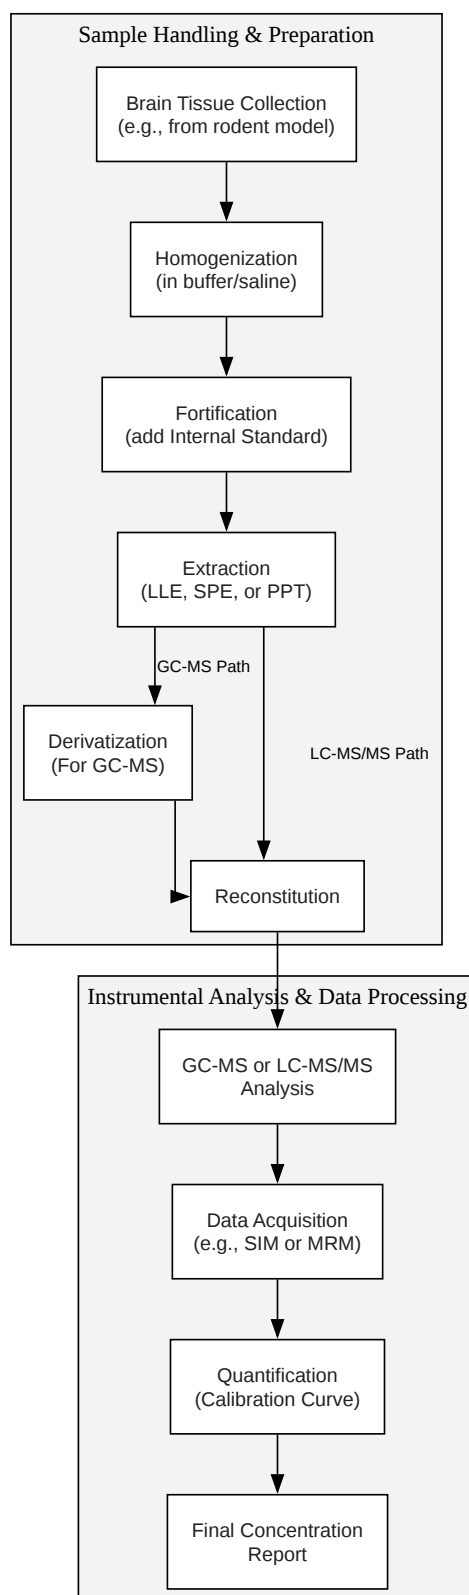 Sample Handling & Preparation
Brain Tissue Collection
(e.g., from rodent model)
Homogenization
(in buffer/saline)
Fortification
(add Internal Standard)
Extraction
(LLE, SPE, or PPT)
GC-MS Path
Derivatization
(For GC-MS)
LC-MS/MS Path
Reconstitution
Instrumental Analysis & Data Processing
GC-MS or LC-MS/MS
Analysis
Data Acquisition
(e.g., SIM or MRM)
Quantification
(Calibration Curve)
Final Concentration
Report